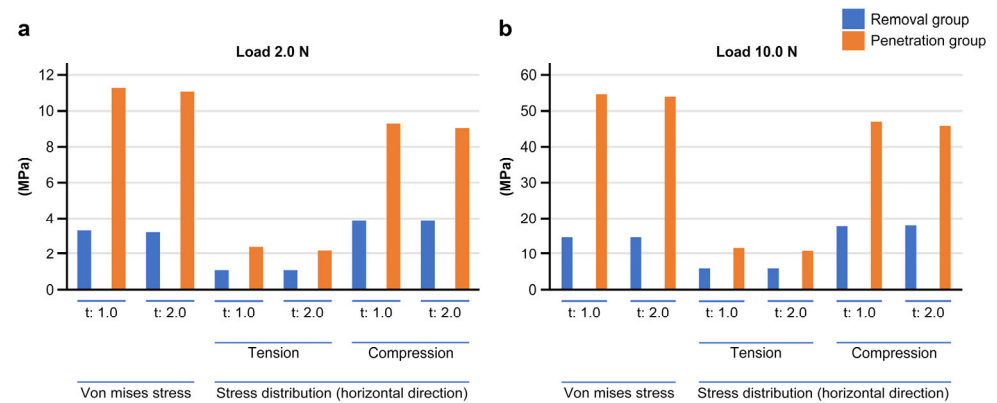 Removal group
Penetration group
a
Load 2.0 N
(MPa)
12
10
8
6
4
2
0
t: 1.0
t: 2.0
t: 1.0
t: 2.0
t: 1.0
t: 2.0
Tension
Compression
Von mises stress
Stress distribution (horizontal direction)
b
Load 10.0 N
(MPa)
60
50
40
30
20
10
0
t: 1.0
t: 2.0
t: 1.0
t: 2.0
t: 1.0
t: 2.0
Tension
Compression
Von mises stress
Stress distribution (horizontal direction)